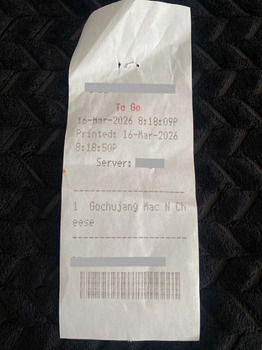 To Go
16-Mar-2026 8:18:09P
Printed: 16-Mar-2026
8:18:50P
Server:
1 Gochujang Mac N Ch
eese